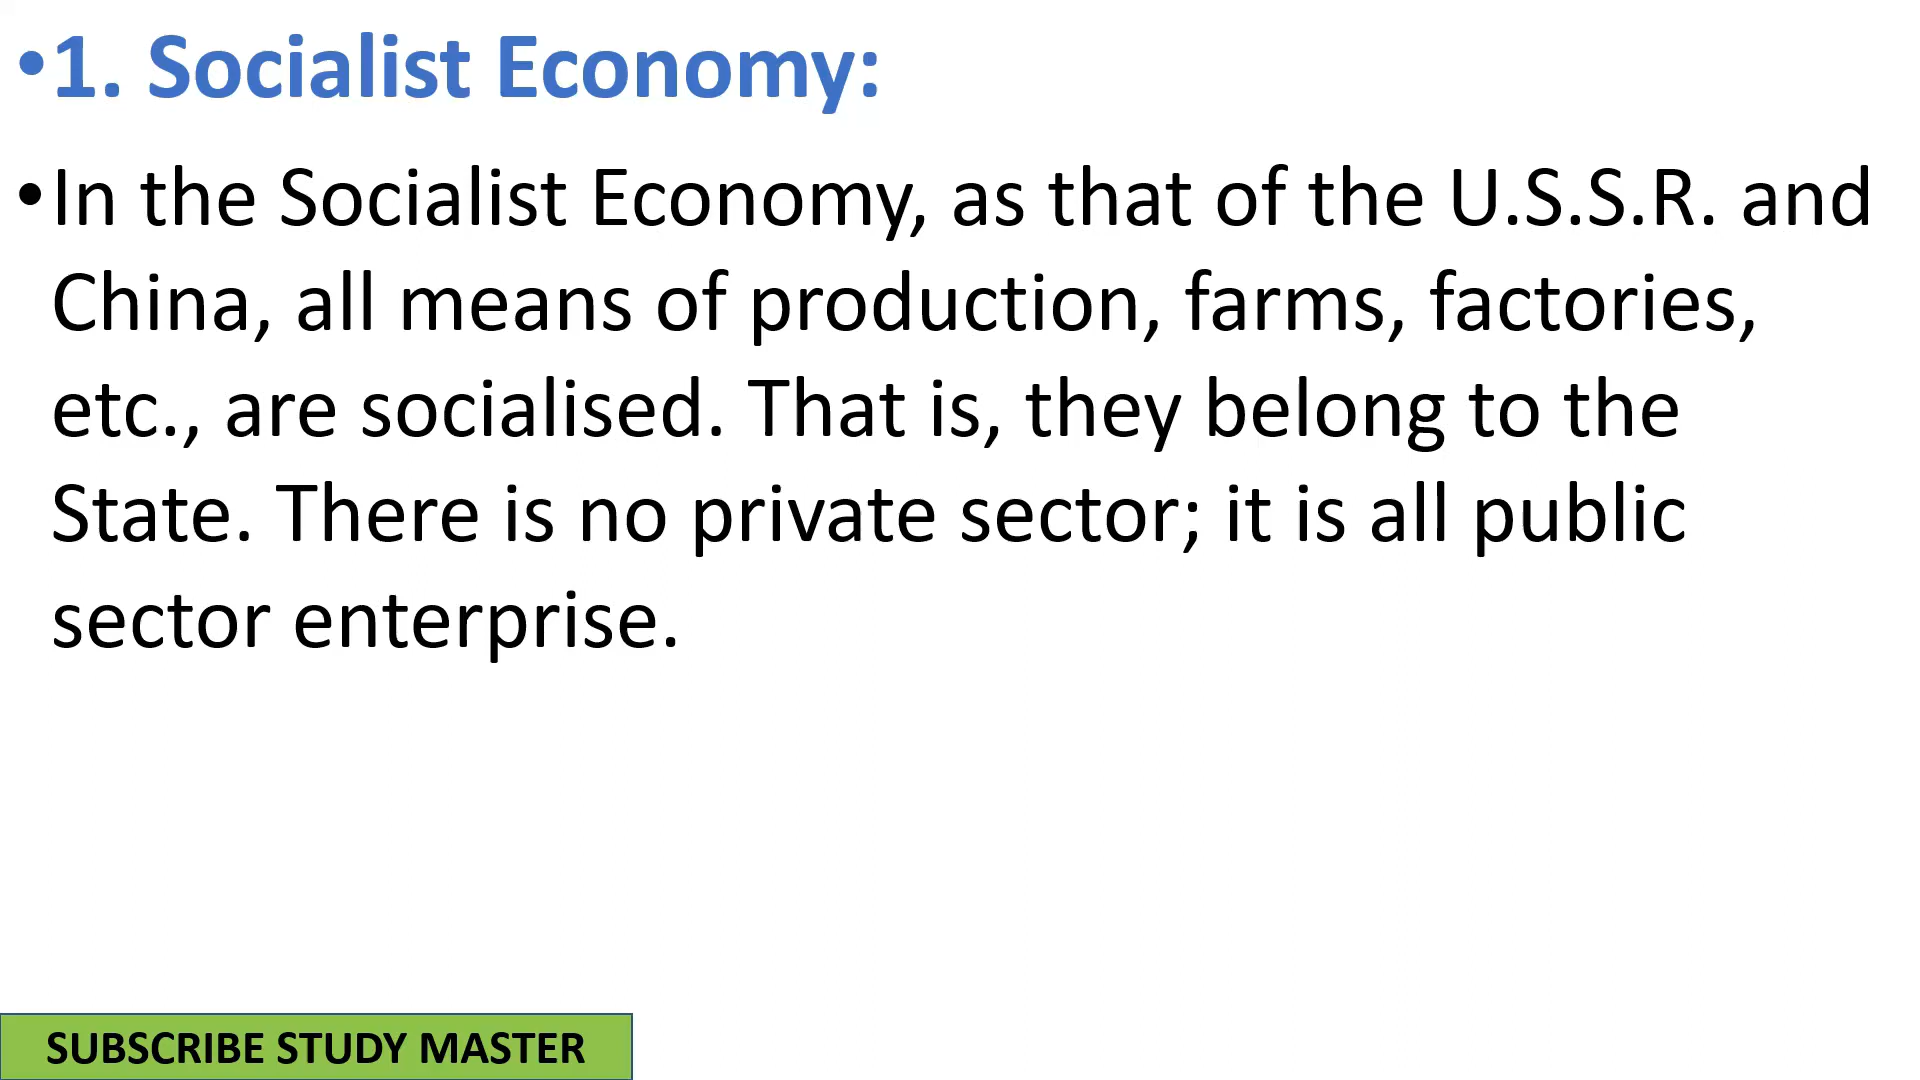 •1. Socialist Economy:
•In the Socialist Economy, as that of the U.S.S.R. and
China, all means of production, farms, factories,
etc., are socialised. That is, they belong to the
State. There is no private sector; it is all public
sector enterprise.
SUBSCRIBE STUDY MASTER